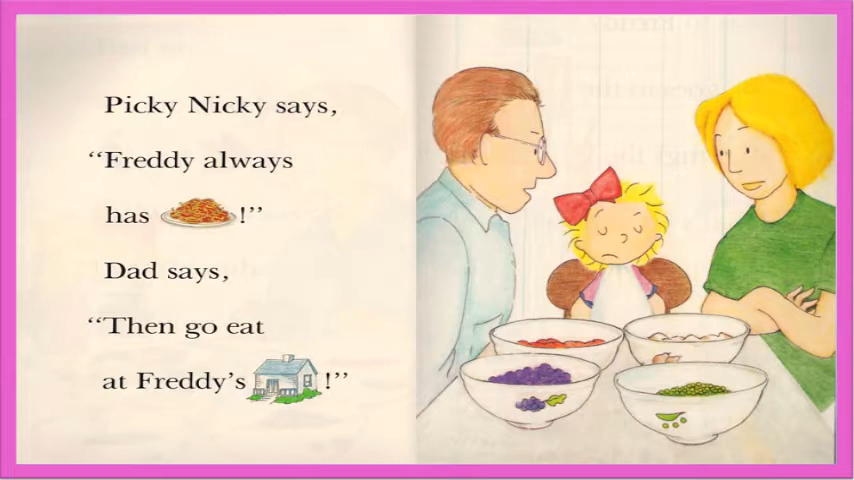 Picky Nicky says,
“Freddy always
has !”
Dad says,
“Then go eat
at Freddy’s !”